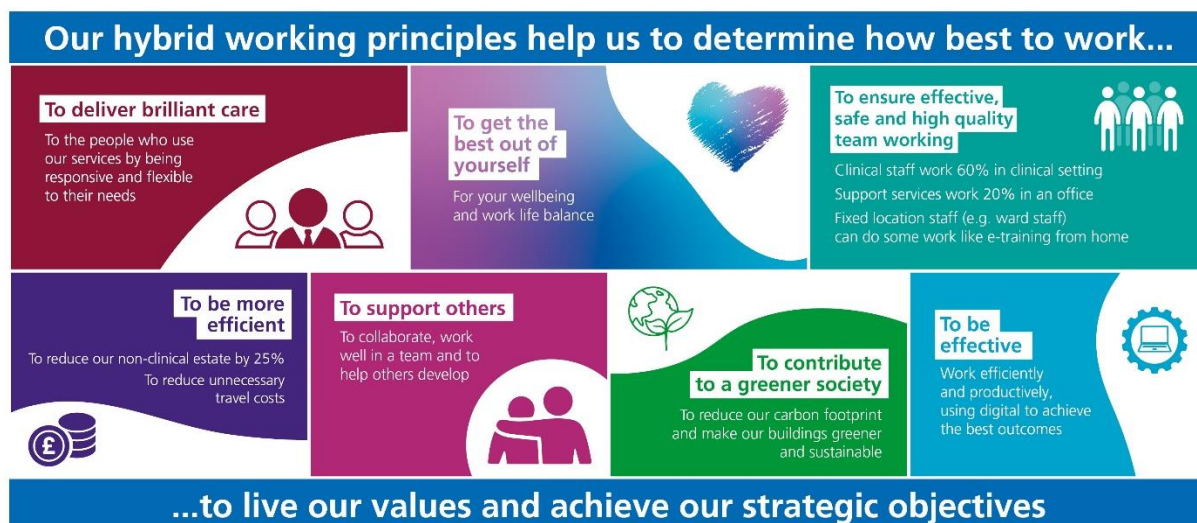 Our hybrid working principles help us to determine how best to work...
To deliver brilliant care
To the people who use
our services by being
responsive and flexible
to their needs
To get the
best out of
yourself
For your wellbeing
and work life balance
To ensure effective,
safe and high quality
team working
Clinical staff work 60% in clinical setting
Support services work 20% in an office
Fixed location staff (e.g. ward staff)
can do some work like e-training from home
To be more
efficient
To reduce our non-clinical estate by 25%
To reduce unnecessary
travel costs
£
To support others
To collaborate, work
well in a team and to
help others develop
To contribute
to a greener society
To reduce our carbon footprint
and make our buildings greener
and sustainable
To be
effective
Work efficiently
and productively,
using digital to achieve
the best outcomes
...to live our values and achieve our strategic objectives